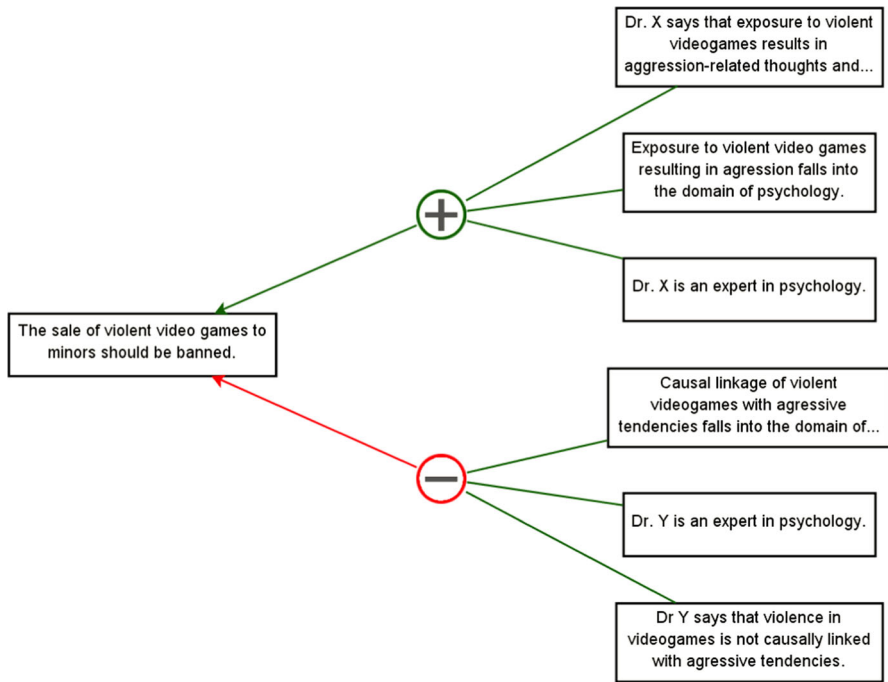 Dr. X says that exposure to violent
videogames results in
aggression-related thoughts and...
Exposure to violent video games
resulting in agression falls into
the domain of psychology.
Dr. X is an expert in psychology.
The sale of violent video games to
minors should be banned.
Causal linkage of violent
videogames with agressive
tendencies falls into the domain of...
Dr. Y is an expert in psychology.
Dr Y says that violence in
videogames is not causally linked
with agressive tendencies.